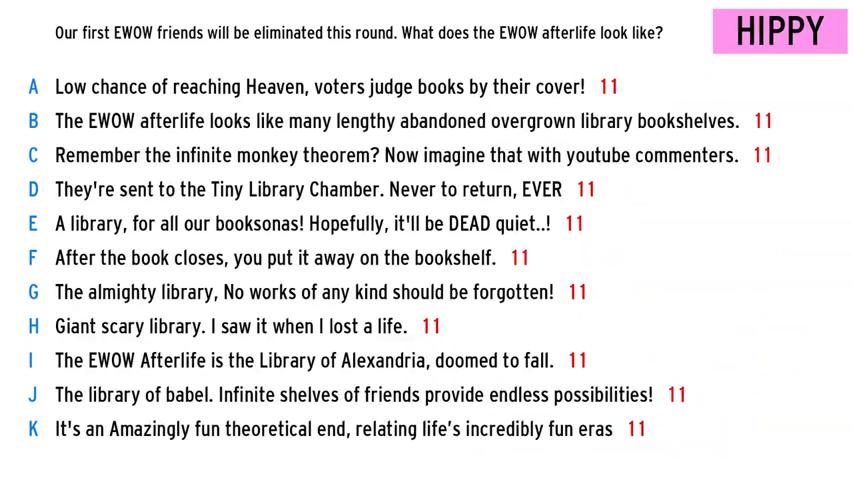 Our first EWOW friends will be eliminated this round. What does the EWOW afterlife look like?
HIPPY
A Low chance of reaching Heaven, voters judge books by their cover! 11
B The EWOW afterlife looks like many lengthy abandoned overgrown library bookshelves. 11
C Remember the infinite monkey theorem? Now imagine that with youtube commenters. 11
D They're sent to the Tiny Library Chamber. Never to return, EVER 11
E A library, for all our booksonas! Hopefully, it'll be DEAD quiet..! 11
F After the book closes, you put it away on the bookshelf. 11
G The almighty library, No works of any kind should be forgotten! 11
H Giant scary library. I saw it when I lost a life. 11
I The EWOW Afterlife is the Library of Alexandria, doomed to fall. 11
J The library of babel. Infinite shelves of friends provide endless possibilities! 11
K It's an Amazingly fun theoretical end, relating life’s incredibly fun eras 11